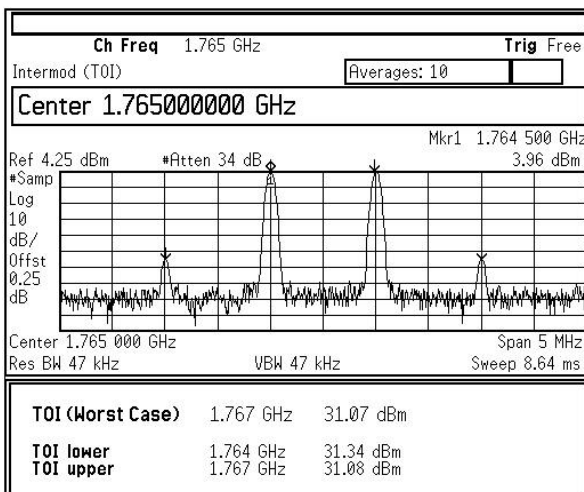 Ch Freq 1.765 GHz Trig Free
Intermod (TOI) Averages: 10
Center 1.765000000 GHz
Mkr1 1.764 500 GHz
Ref 4.25 dBm #Atten 34 dB 3.96 dBm
#Samp
Log
10
dB/
Offst
0.25
dB
1
Center 1.765 000 GHz Span 5 MHz
Res BW 47 kHz VBW 47 kHz Sweep 8.64 ms
TOI (Worst Case) 1.767 GHz 31.07 dBm
TOI lower 1.764 GHz 31.34 dBm
TOI upper 1.767 GHz 31.08 dBm